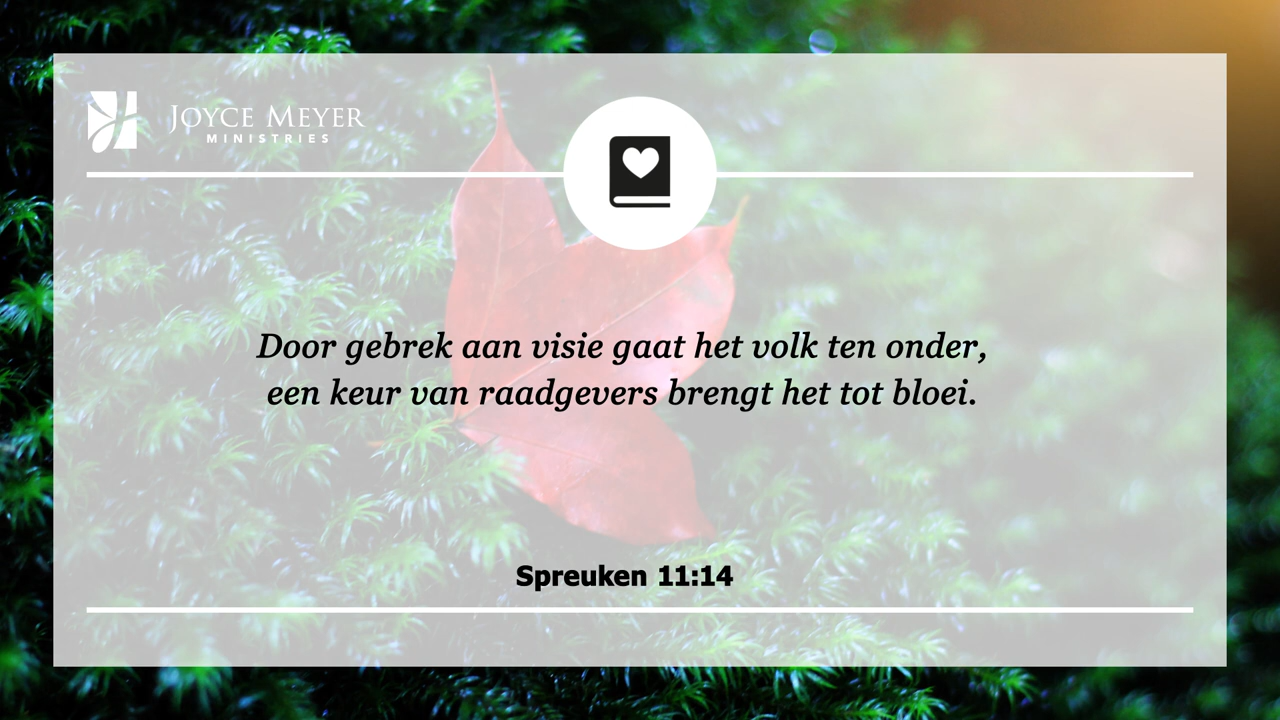 JOYCE MEYER
MINISTRIES
Door gebrek aan visie gaat het volk ten onder,
een keur van raadgevers brengt het tot bloei.
Spreuken 11:14